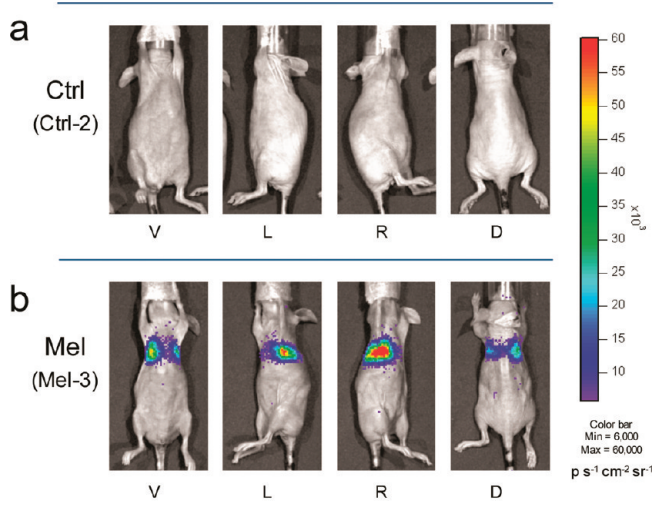 a
Ctrl
(Ctrl-2)
V L R D
b
Mel
(Mel-3)
V L R D
60
55
50
45
40
35
30
25
20
15
10
x10³
Color bar
Min = 6,000
Max = 60,000
p s⁻¹ cm⁻² sr⁻¹